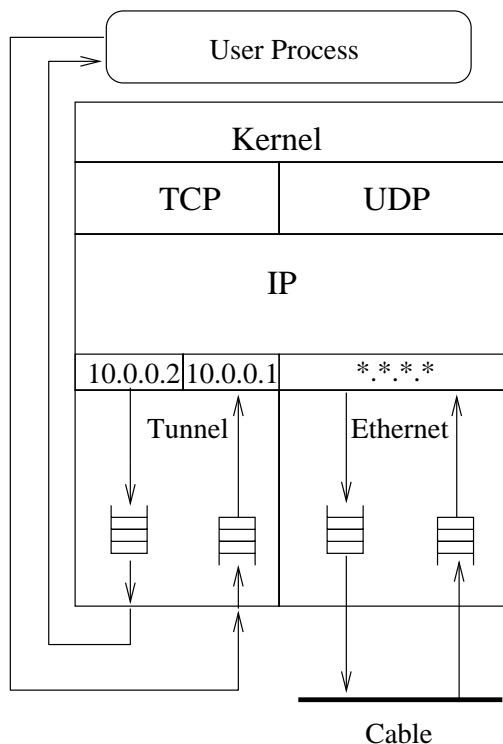 User Process
Kernel
TCP UDP
IP
10.0.0.2 10.0.0.1 *.*.*.*
Tunnel Ethernet
Cable